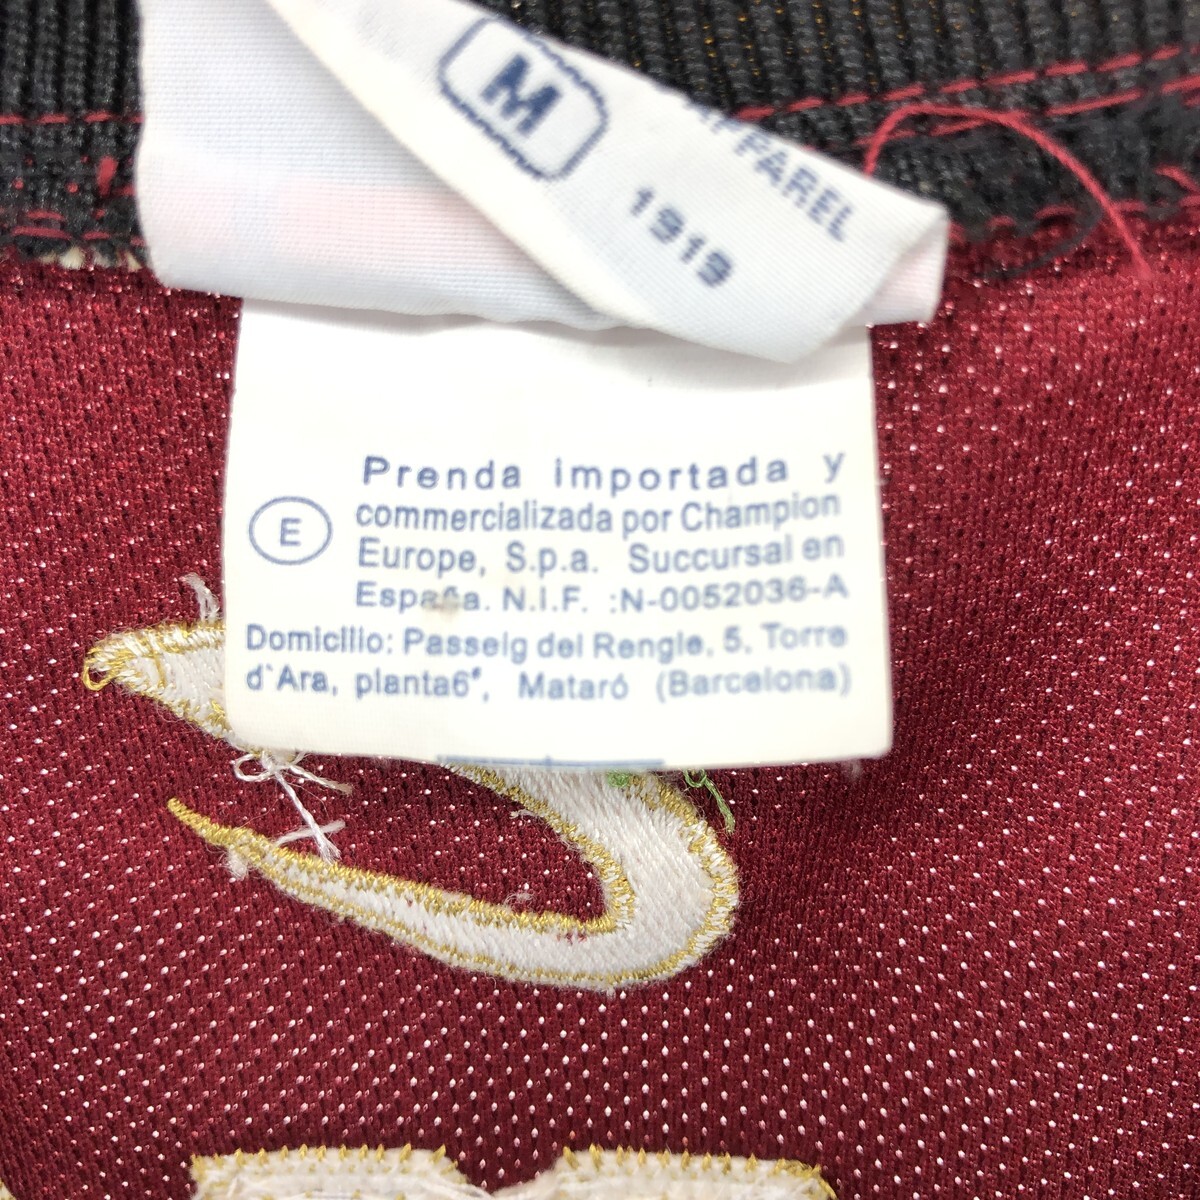 M
APPAREL
1919
Prenda importada y
E
commercializada por Champion
Europe, S.p.a. Succursal en
España. N.I.F. :N-0052036-A
Domicilio: Passeig del Rengle, 5, Torre
d`Ara, planta6ª, Mataró (Barcelona)